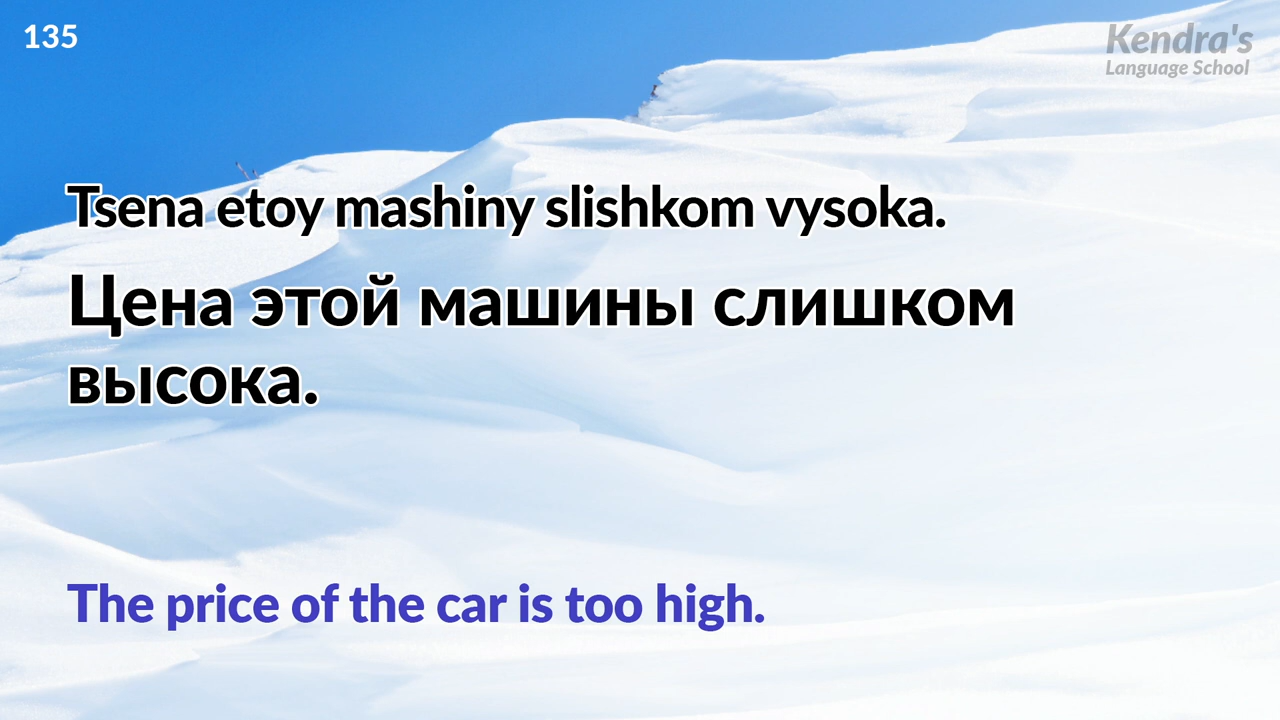 135
Kendra's
Language School
Tsena etoy mashiny slishkom vysoka.
Цена этой машины слишком
высока.
The price of the car is too high.